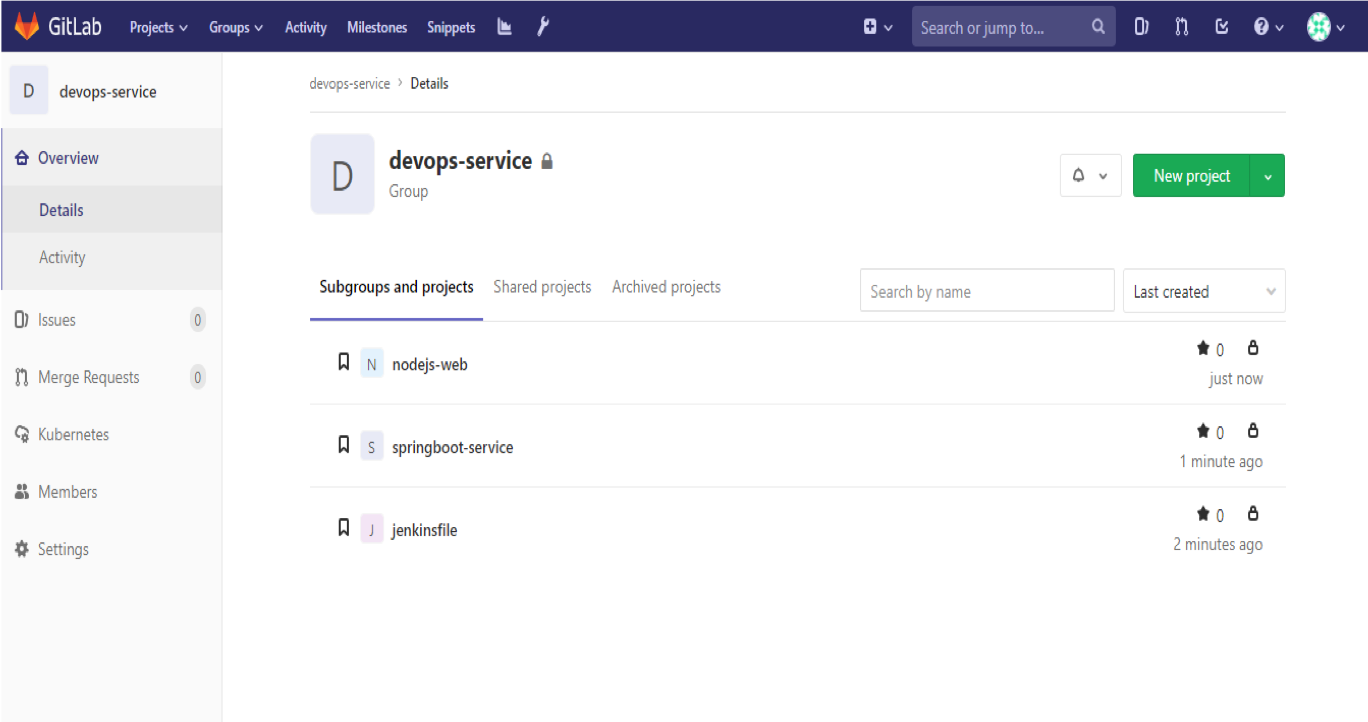 GitLab Projects Groups Activity Milestones Snippets Search or jump to...
D devops-service
Overview
Details
Activity
Issues 0
Merge Requests 0
Kubernetes
Members
Settings
devops-service › Details
D
devops-service
Group
New project
Subgroups and projects Shared projects Archived projects Search by name Last created
N nodejs-web 0
just now
S springboot-service 0
1 minute ago
J jenkinsfile 0
2 minutes ago